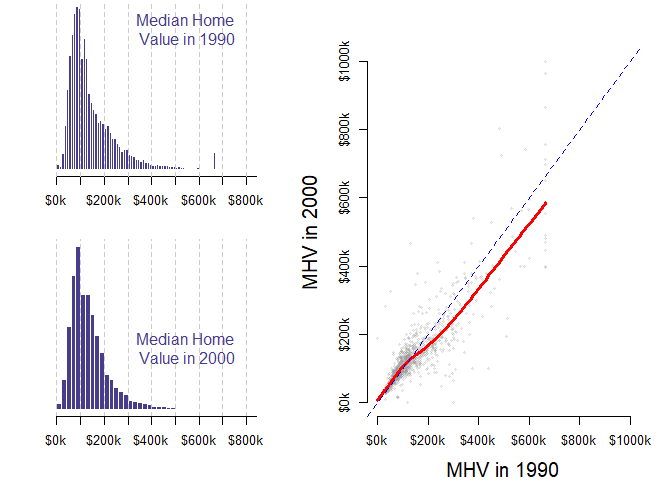 Median Home
Value in 1990
$0k $200k $400k $600k $800k
Median Home
Value in 2000
$0k $200k $400k $600k $800k
MHV in 2000
$0k $200k $400k $600k $800k $1000k
$0k $200k $400k $600k $800k $1000k
MHV in 1990